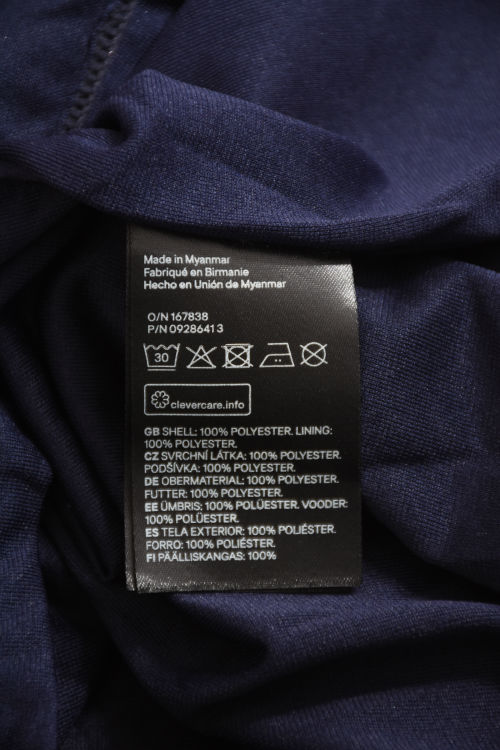 Made in Myanmar
Fabriqué en Birmanie
Hecho en Unión de Myanmar
O/N 167838
P/N 09286413
30
clevercare.info
GB SHELL: 100% POLYESTER. LINING:
100% POLYESTER.
CZ SVRCHNÍ LÁTKA: 100% POLYESTER.
PODŠÍVKA: 100% POLYESTER.
DE OBERMATERIAL: 100% POLYESTER.
FUTTER: 100% POLYESTER.
EE ÜMBRIS: 100% POLÜESTER. VOODER:
100% POLÜESTER.
ES TELA EXTERIOR: 100% POLIÉSTER.
FORRO: 100% POLIÉSTER.
FI PÄÄLLISKANGAS: 100%